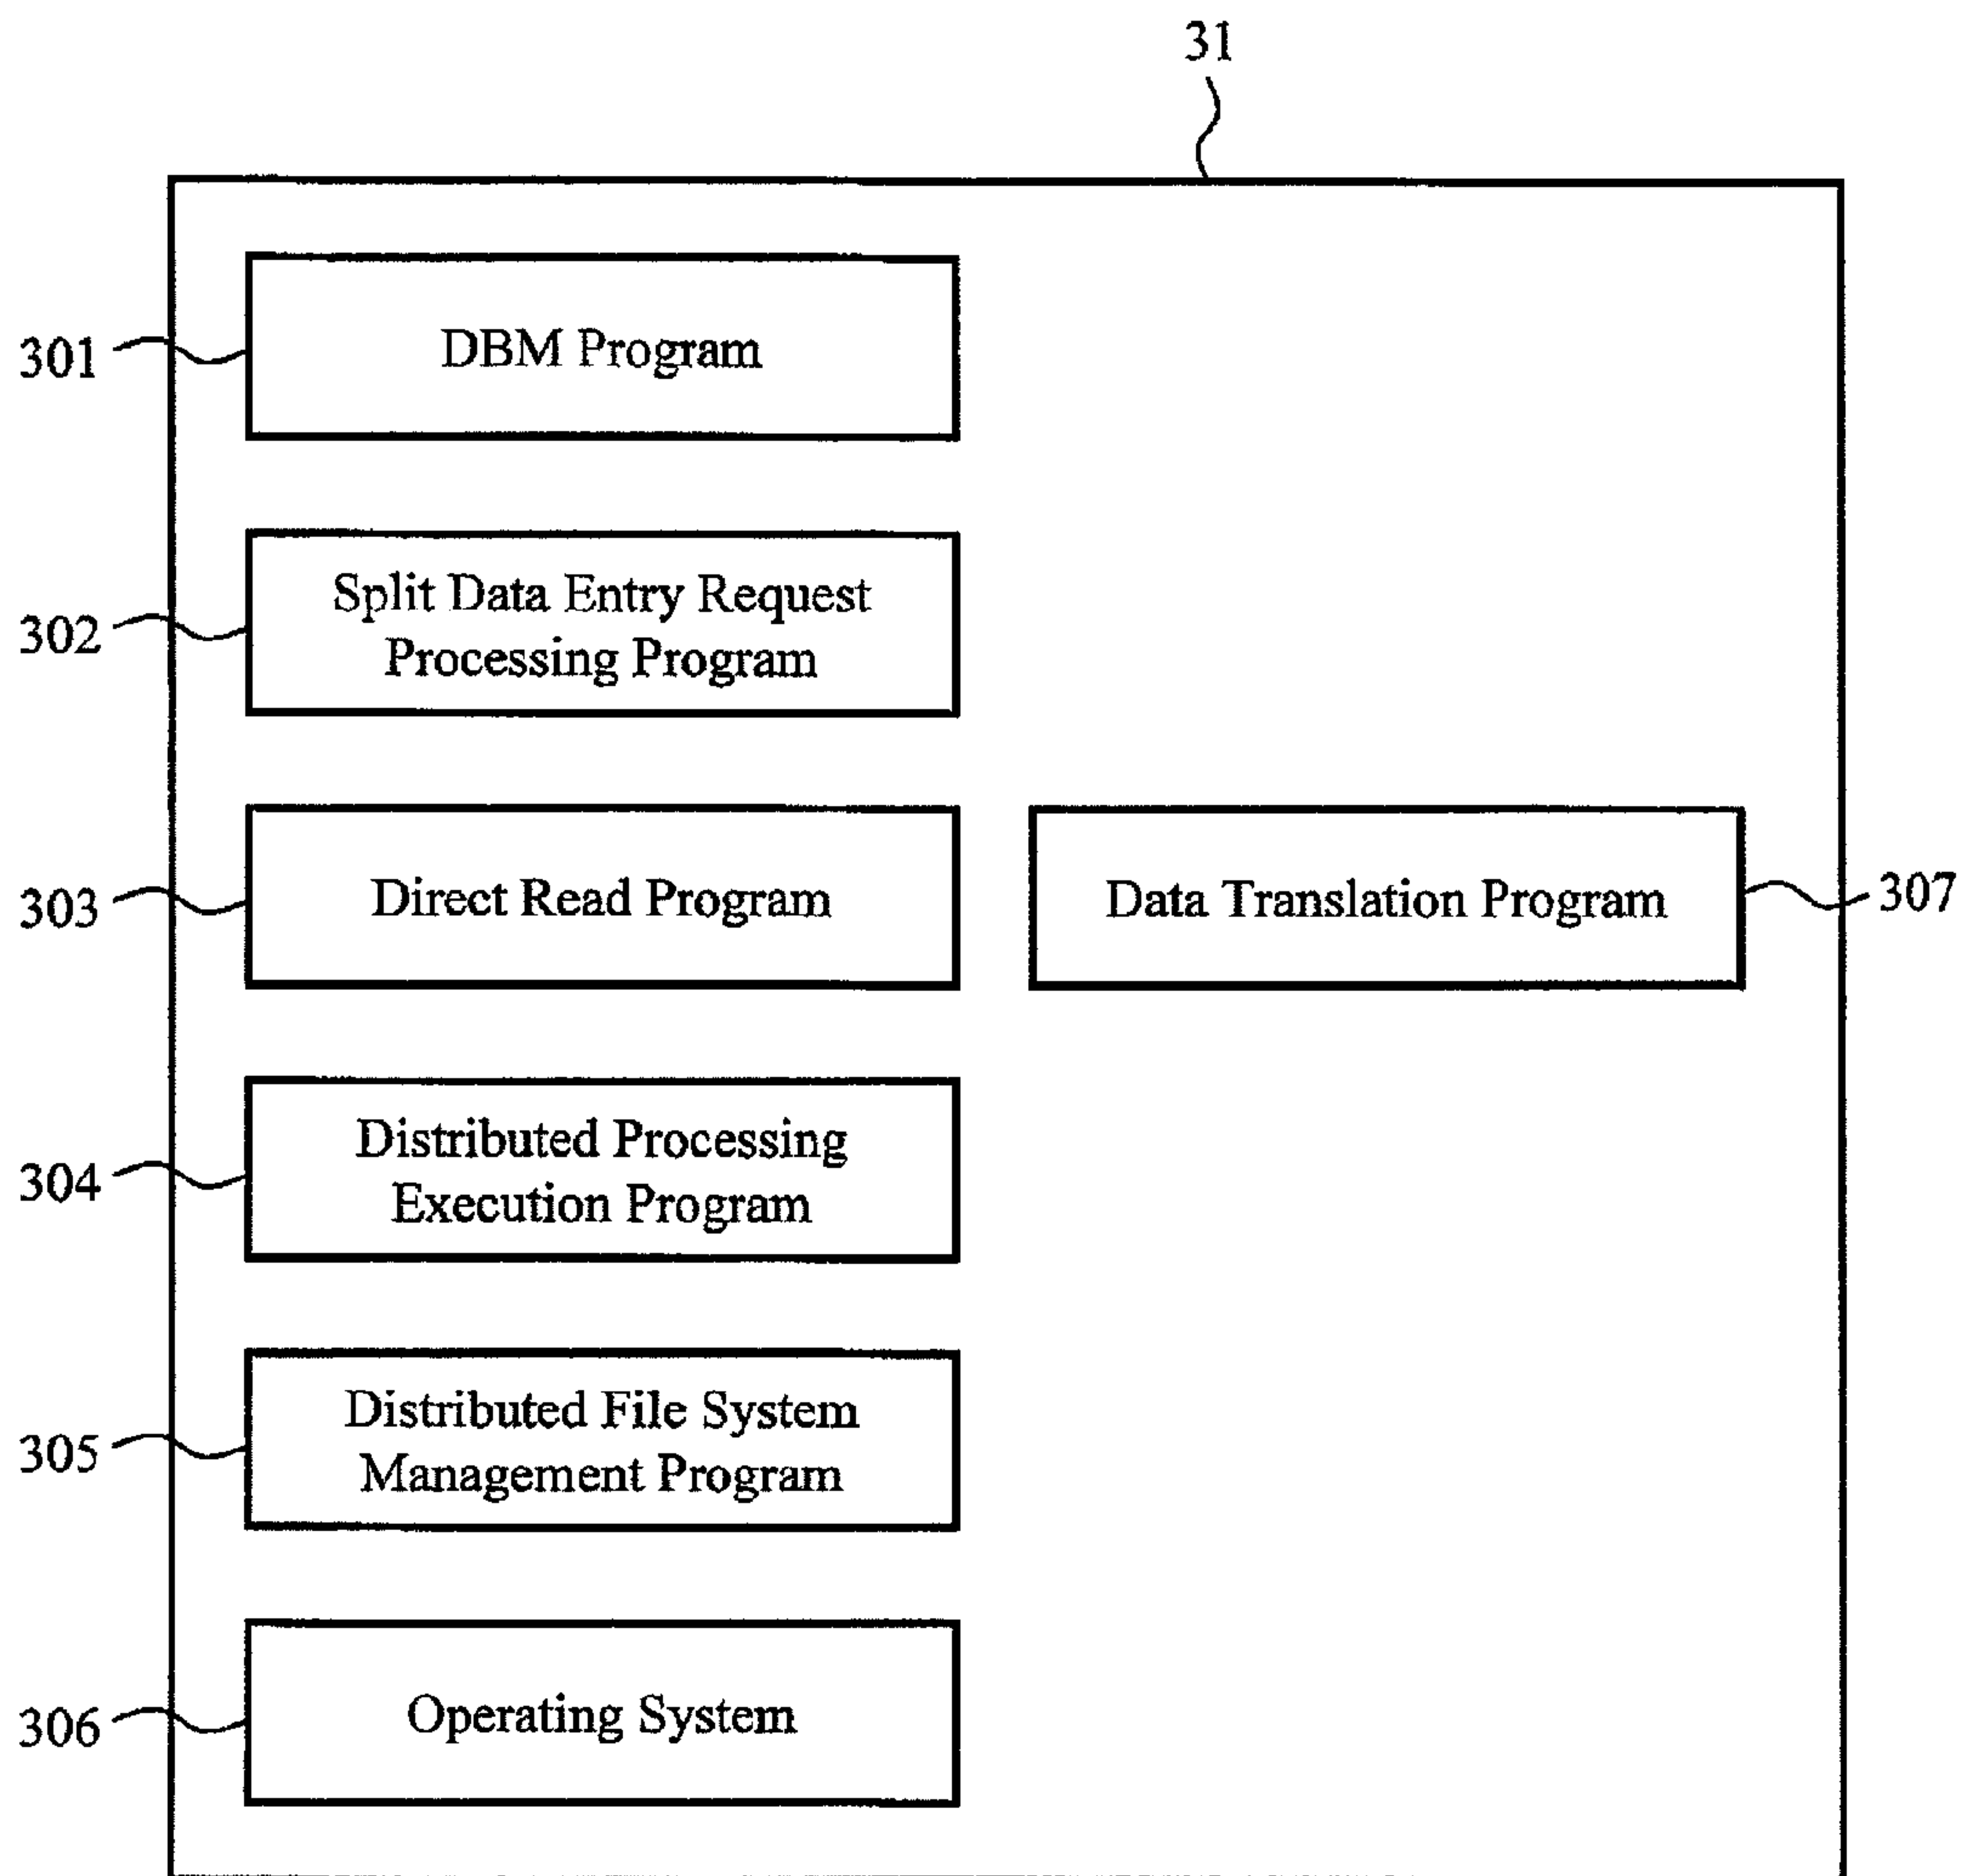 31
301
DBM Program
302
Split Data Entry Request
Processing Program
303
Direct Read Program
Data Translation Program
307
304
Distributed Processing
Execution Program
305
Distributed File System
Management Program
306
Operating System